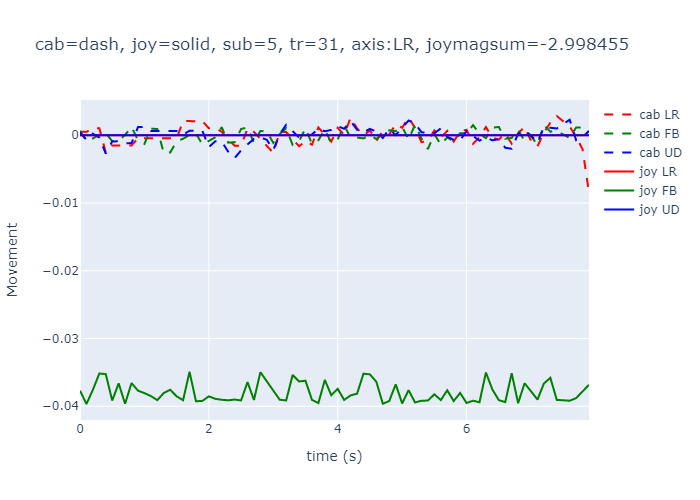 cab=dash, joy=solid, sub=5, tr=31, axis:LR, joymagsum=-2.998455
cab LR
cab FB
cab UD
joy LR
joy FB
joy UD
Movement
0
−0.01
−0.02
−0.03
−0.04
0
2
4
6
time (s)